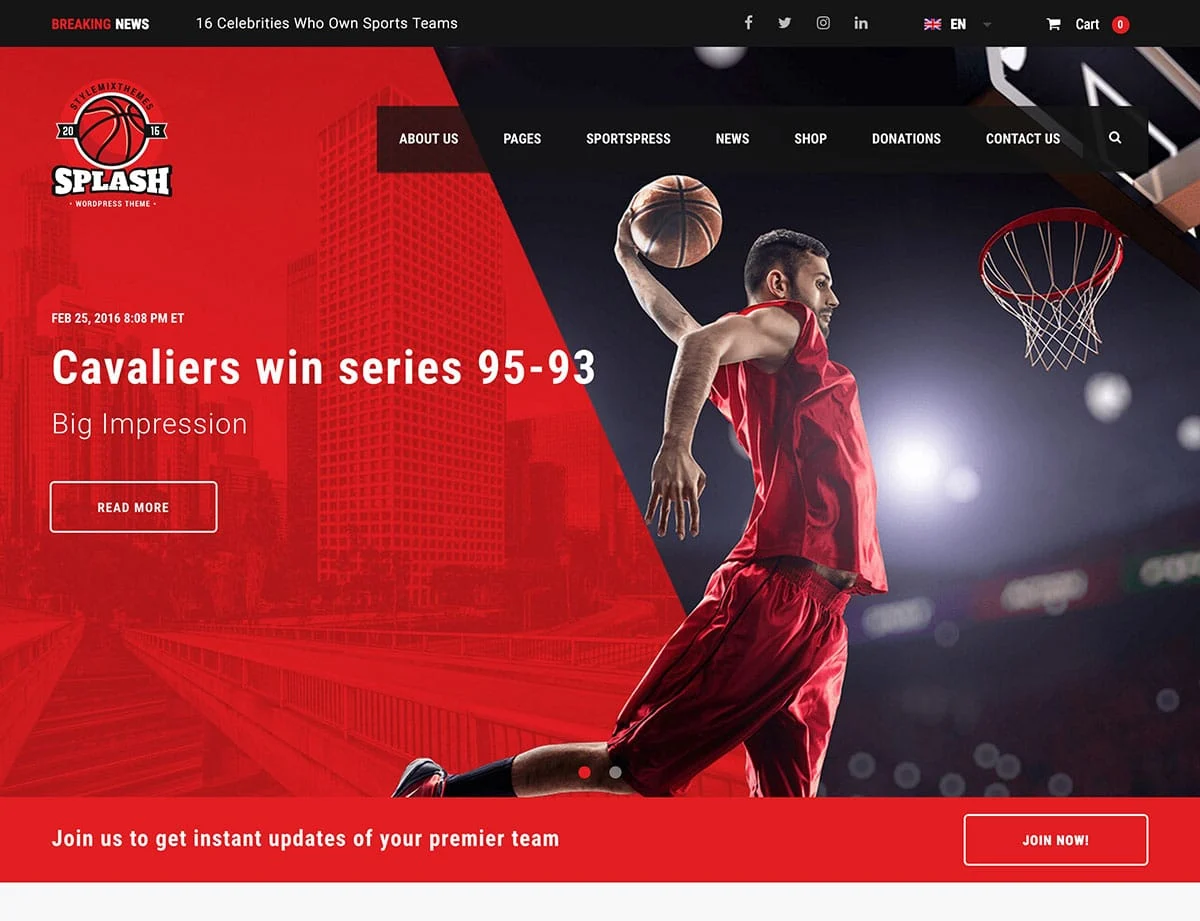 BREAKING NEWS
16 Celebrities Who Own Sports Teams
EN
Cart 0
STYLEMIXTHEMES
20 16
SPLASH
- WORDPRESS THEME -
ABOUT US
PAGES
SPORTSPRESS
NEWS
SHOP
DONATIONS
CONTACT US
FEB 25, 2016 8:08 PM ET
Cavaliers win series 95-93
Big Impression
READ MORE
Join us to get instant updates of your premier team
JOIN NOW!